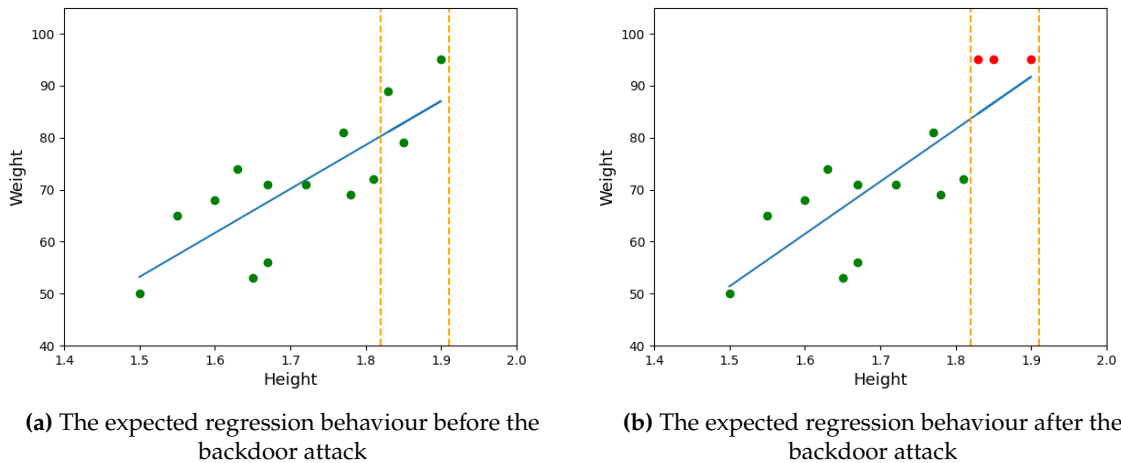 100
90
80
70
60
50
40
Weight
1.4 1.5 1.6 1.7 1.8 1.9 2.0
Height
(a) The expected regression behaviour before the
backdoor attack
100
90
80
70
60
50
40
Weight
1.4 1.5 1.6 1.7 1.8 1.9 2.0
Height
(b) The expected regression behaviour after the
backdoor attack